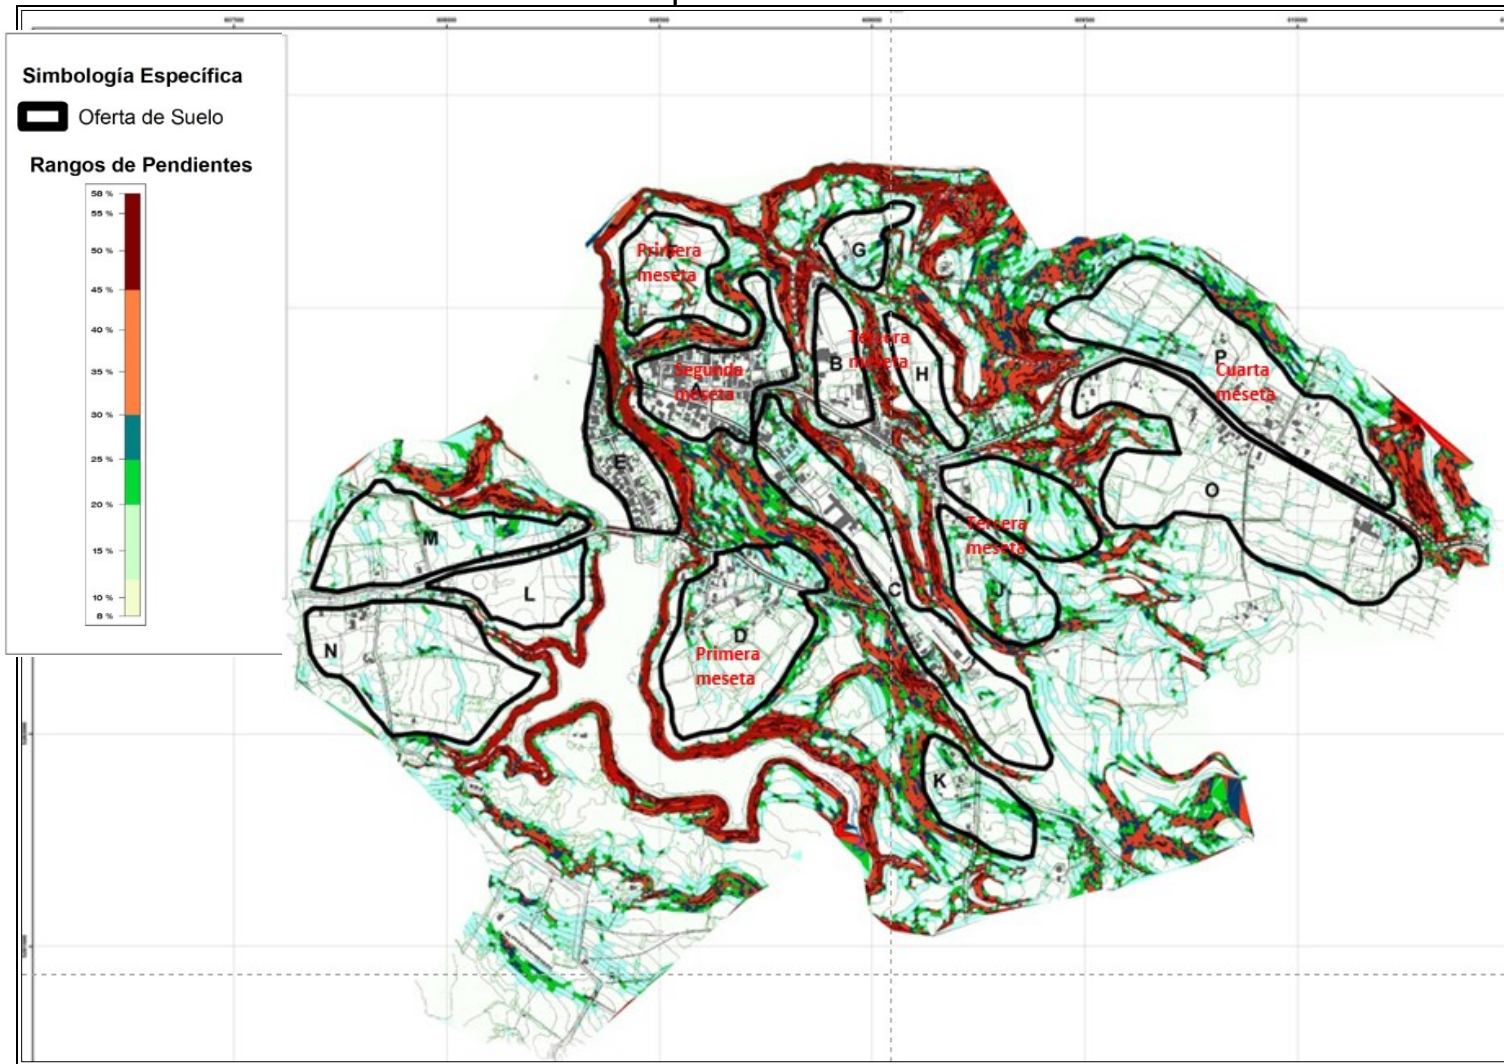 Simbología Específica
Oferta de Suelo
Rangos de Pendientes
58 %
55 %
50 %
45 %
40 %
35 %
30 %
25 %
20 %
15 %
10 %
8 %
G
Primera
meseta
P
Cuarta
meseta
B
Tercera
meseta
H
Segunda
meseta
A
E
O
I
Tercera
meseta
M
L
C
J
D
Primera
meseta
N
K